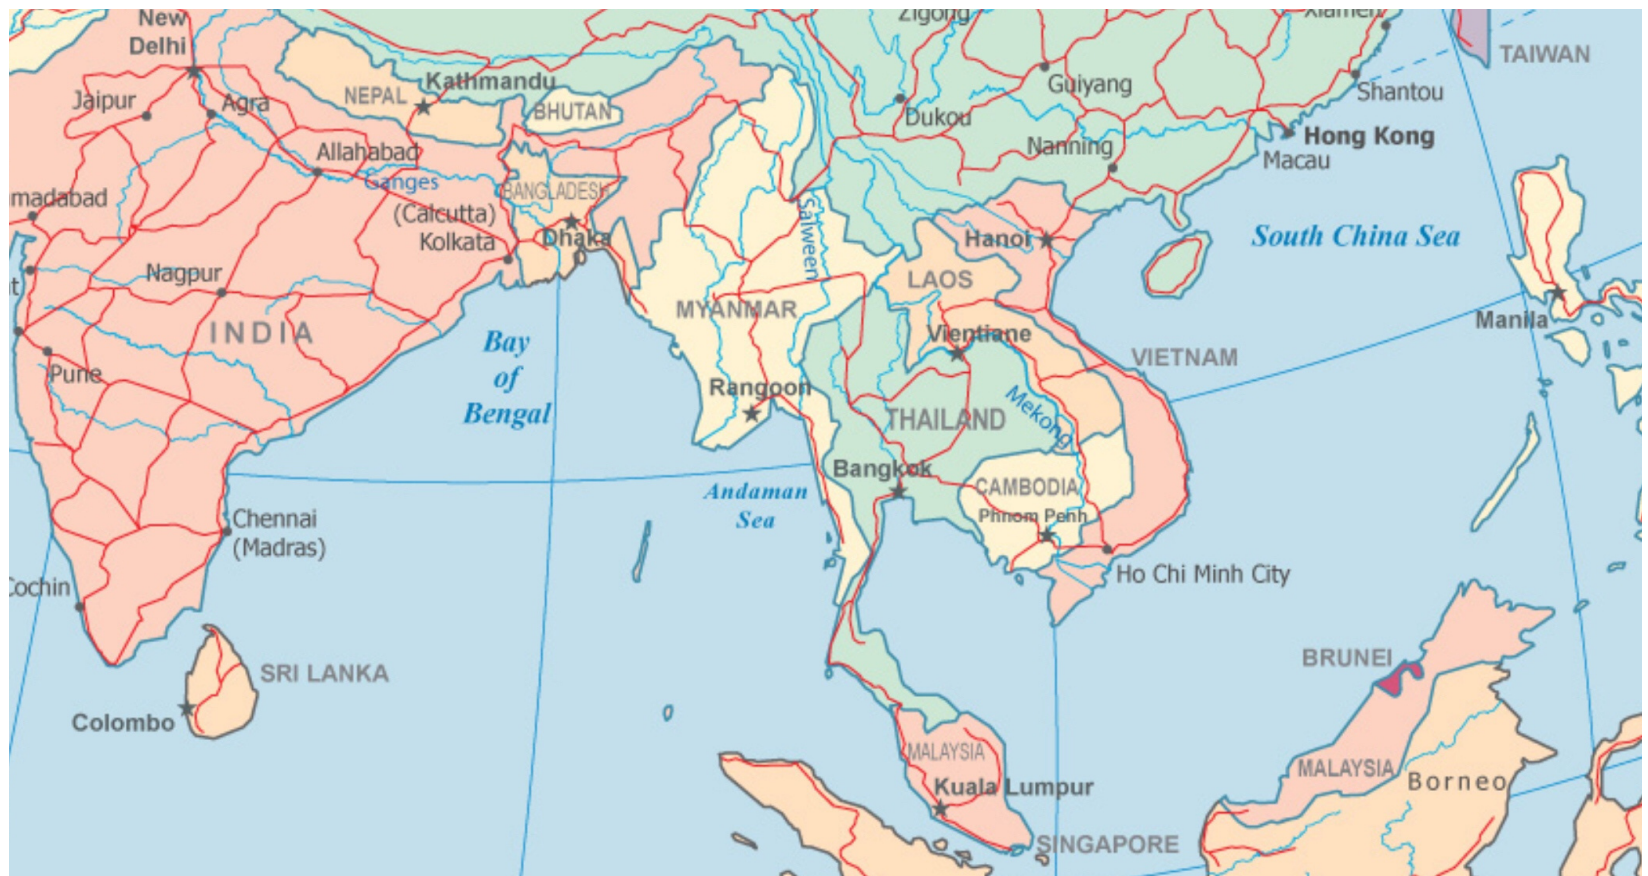 New
Delhi
Zigong
Xiamen
TAIWAN
Kathmandu
NEPAL
BHUTAN
Jaipur
Agra
Guiyang
Shantou
Dukou
Hong Kong
Macau
Nanning
Allahabad
Ganges
BANGLADESH
madabad
(Calcutta)
Kolkata
Dhaka
Salween
Hanoi
South China Sea
Nagpur
LAOS
t
INDIA
MYANMAR
Manila
Bay
of
Bengal
Vientiane
VIETNAM
Pune
Rangoon
Mekong
THAILAND
Bangkok
CAMBODIA
Andaman
Sea
Phnom Penh
Chennai
(Madras)
Cochin
Ho Chi Minh City
SRI LANKA
BRUNEI
Colombo
MALAYSIA
MALAYSIA
Borneo
Kuala Lumpur
SINGAPORE